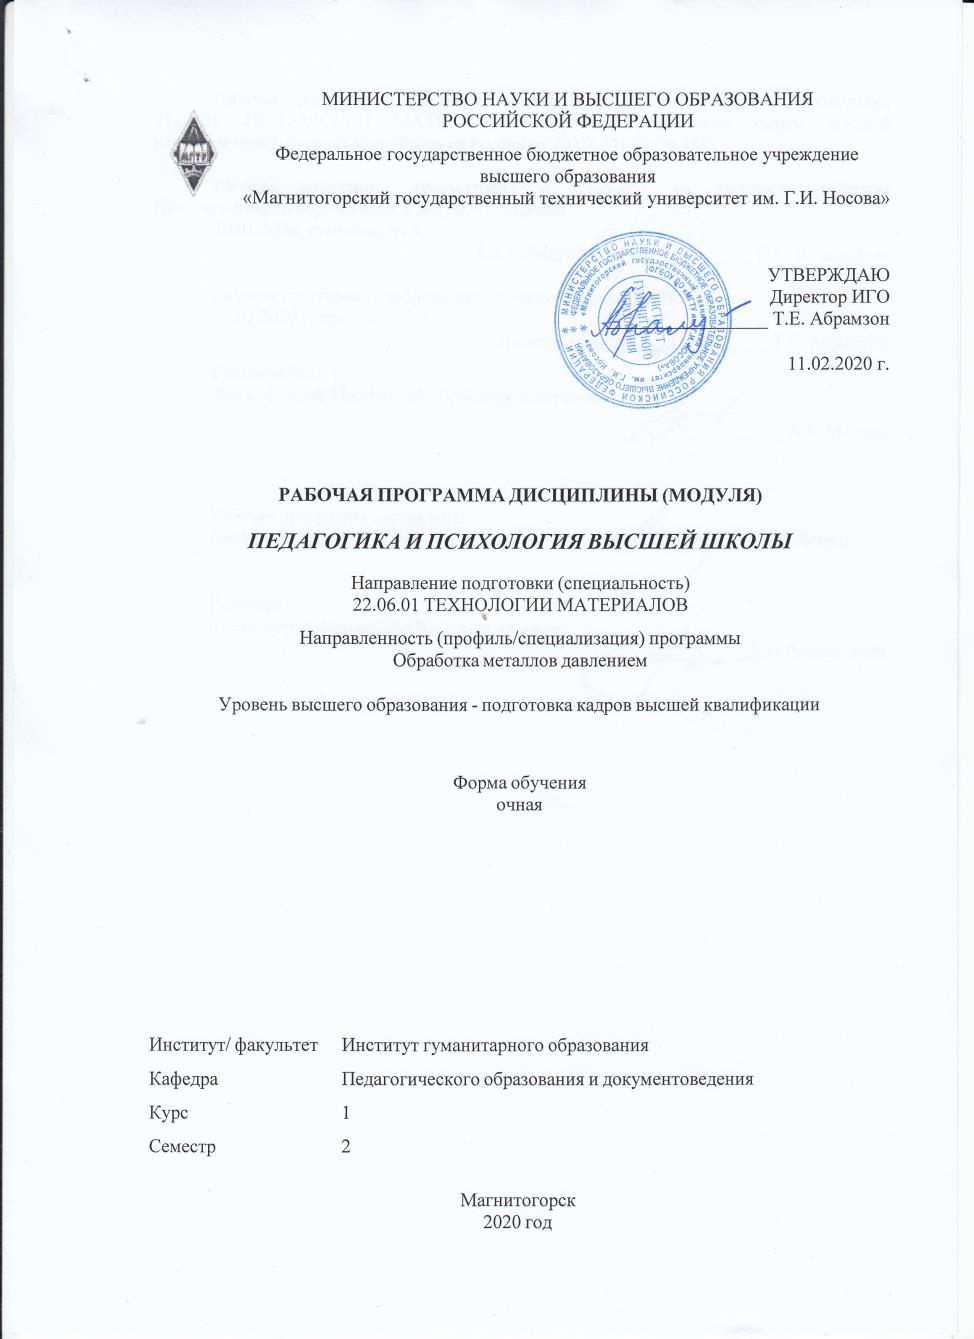 МИНИСТЕРСТВО НАУКИ И ВЫСШЕГО ОБРАЗОВАНИЯ
РОССИЙСКОЙ ФЕДЕРАЦИИ
Федеральное государственное бюджетное образовательное учреждение
высшего образования
«Магнитогорский государственный технический университет им. Г.И. Носова»
УТВЕРЖДАЮ
Директор ИГО
Т.Е. Абрамзон
11.02.2020 г.
РАБОЧАЯ ПРОГРАММА ДИСЦИПЛИНЫ (МОДУЛЯ)
ПЕДАГОГИКА И ПСИХОЛОГИЯ ВЫСШЕЙ ШКОЛЫ
Направление подготовки (специальность)
22.06.01 ТЕХНОЛОГИИ МАТЕРИАЛОВ
Направленность (профиль/специализация) программы
Обработка металлов давлением
Уровень высшего образования - подготовка кадров высшей квалификации
Форма обучения
очная
Институт/ факультет Институт гуманитарного образования
Кафедра Педагогического образования и документоведения
Курс 1
Семестр 2
Магнитогорск
2020 год